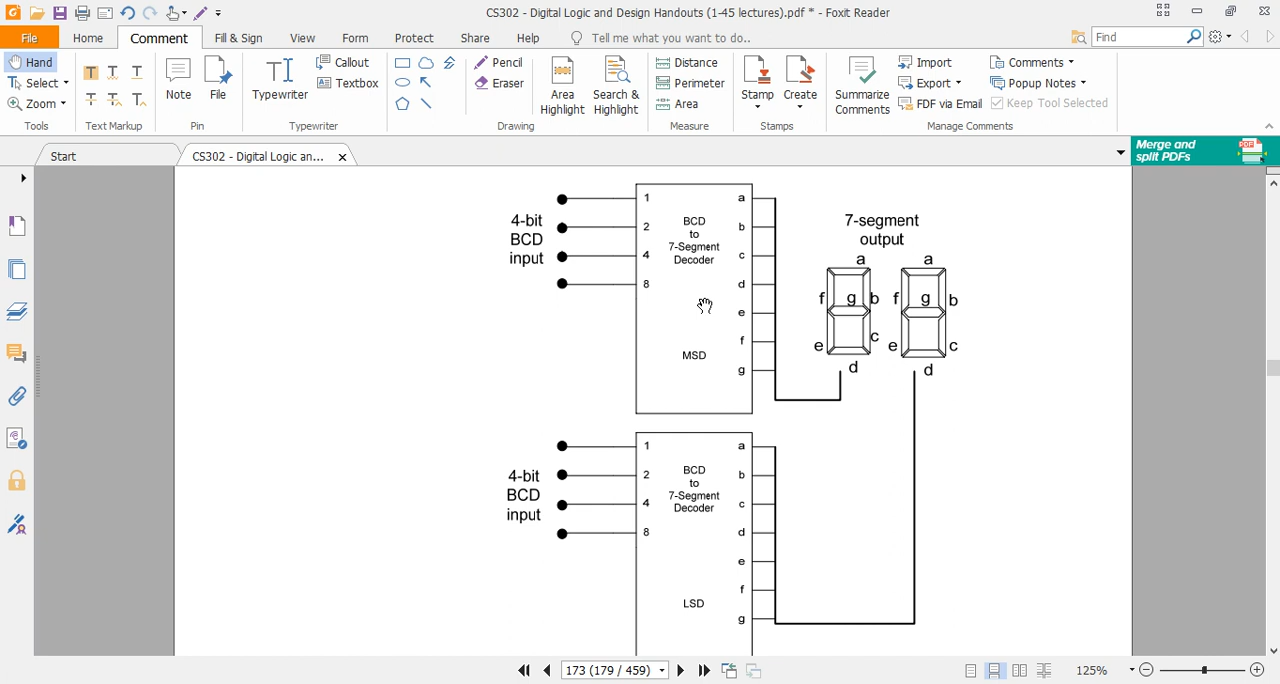 CS302 - Digital Logic and Design Handouts (1-45 lectures).pdf * - Foxit Reader
File
Home
Comment
Fill & Sign
View
Form
Protect
Share
Help
Tell me what you want to do..
Find
Hand
Select
Zoom
Tools
Text Markup
Note
File
Pin
Typewriter
Callout
Textbox
Typewriter
Pencil
Eraser
Drawing
Area
Highlight
Search &
Highlight
Distance
Perimeter
Area
Measure
Stamp
Create
Stamps
Summarize
Comments
Import
Export
FDF via Email
Comments
Popup Notes
Keep Tool Selected
Manage Comments
Start
CS302 - Digital Logic an...
Merge and
split PDFs
4-bit
BCD
input
1
2
4
8
BCD
to
7-Segment
Decoder
MSD
a
b
c
d
e
f
g
7-segment
output
a
f g b
e c
d
a
f g b
e c
d
4-bit
BCD
input
1
2
4
8
BCD
to
7-Segment
Decoder
LSD
a
b
c
d
e
f
g
173 (179 / 459)
125%